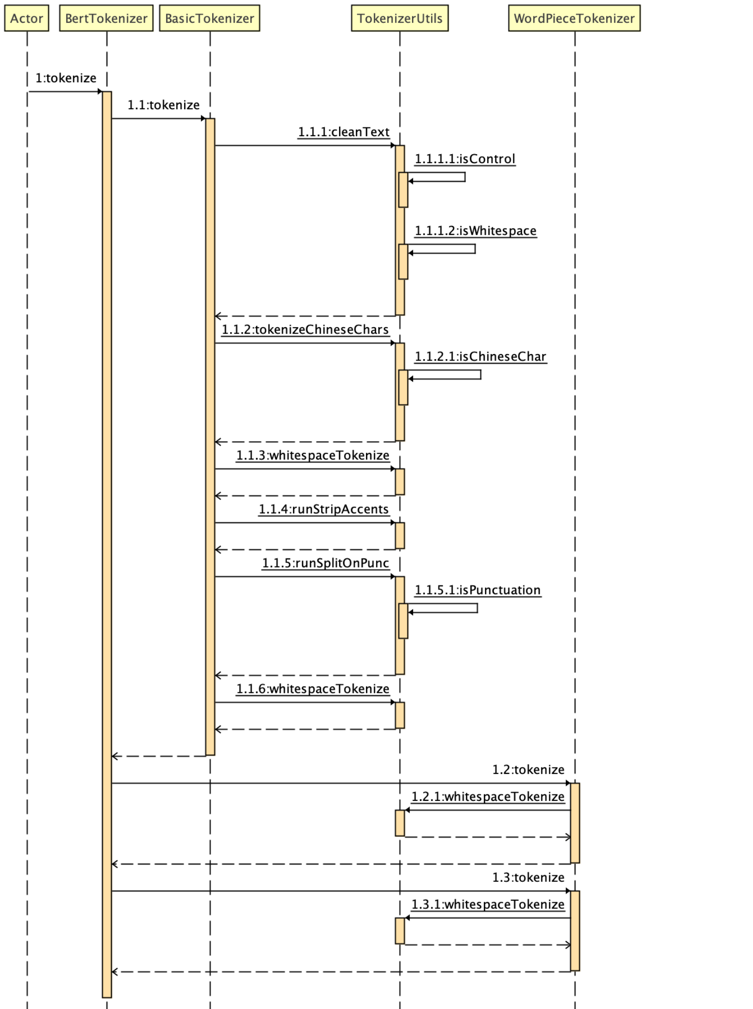 Actor
BertTokenizer
BasicTokenizer
TokenizerUtils
WordPieceTokenizer
1:tokenize
1.1:tokenize
1.1.1:cleanText
1.1.1.1:isControl
1.1.1.2:isWhitespace
1.1.2:tokenizeChineseChars
1.1.2.1:isChineseChar
1.1.3:whitespaceTokenize
1.1.4:runStripAccents
1.1.5:runSplitOnPunc
1.1.5.1:isPunctuation
1.1.6:whitespaceTokenize
1.2:tokenize
1.2.1:whitespaceTokenize
1.3:tokenize
1.3.1:whitespaceTokenize